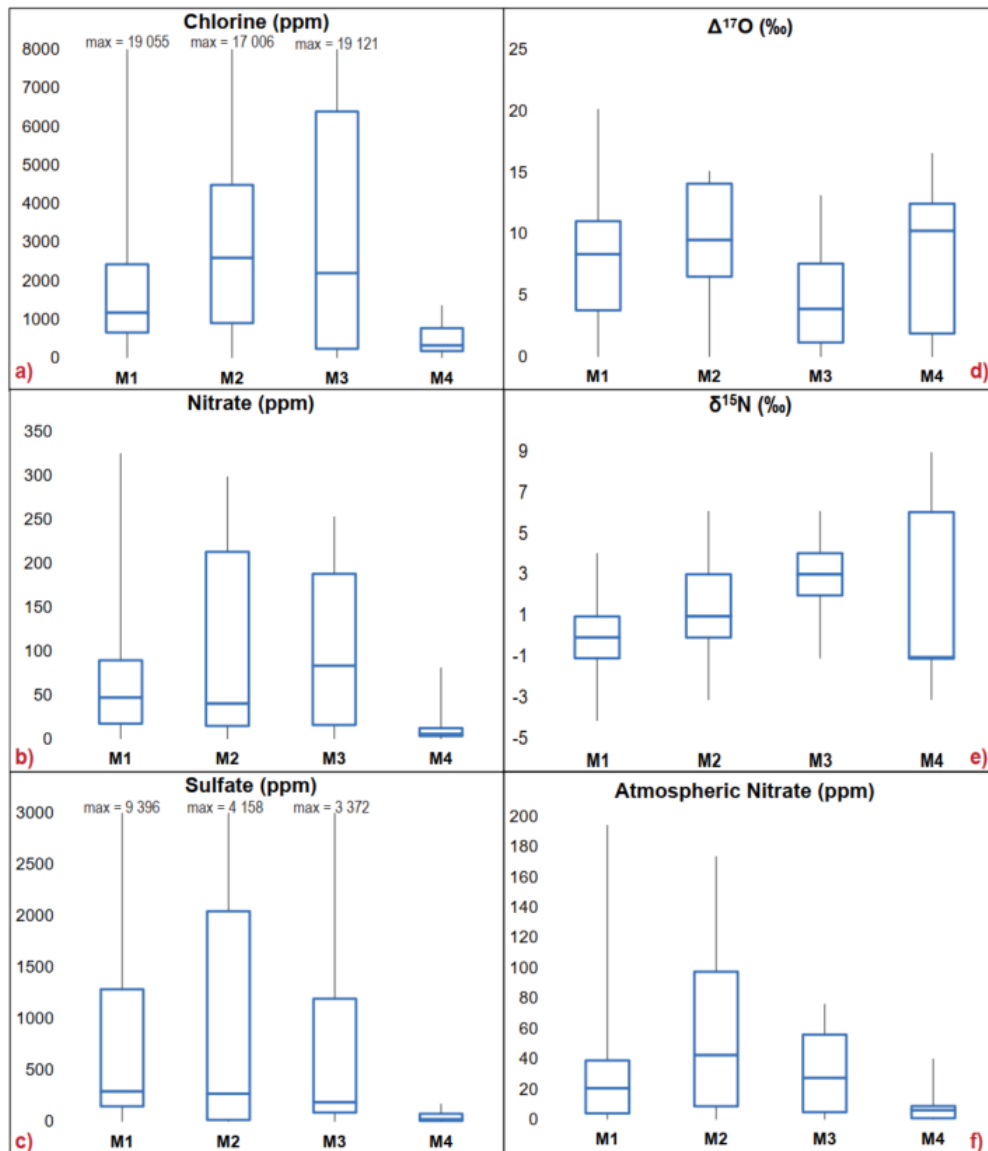 Chlorine (ppm)
max = 19 055
max = 17 006
max = 19 121
8000
7000
6000
5000
4000
3000
2000
1000
0
M1
M2
M3
M4
a)
Δ¹⁷O (‰)
25
20
15
10
5
0
M1
M2
M3
M4
d)
Nitrate (ppm)
350
300
250
200
150
100
50
0
M1
M2
M3
M4
b)
δ¹⁵N (‰)
9
7
5
3
1
-1
-3
-5
M1
M2
M3
M4
e)
Sulfate (ppm)
max = 9 396
max = 4 158
max = 3 372
3000
2500
2000
1500
1000
500
0
M1
M2
M3
M4
c)
Atmospheric Nitrate (ppm)
200
180
160
140
120
100
80
60
40
20
0
M1
M2
M3
M4
f)